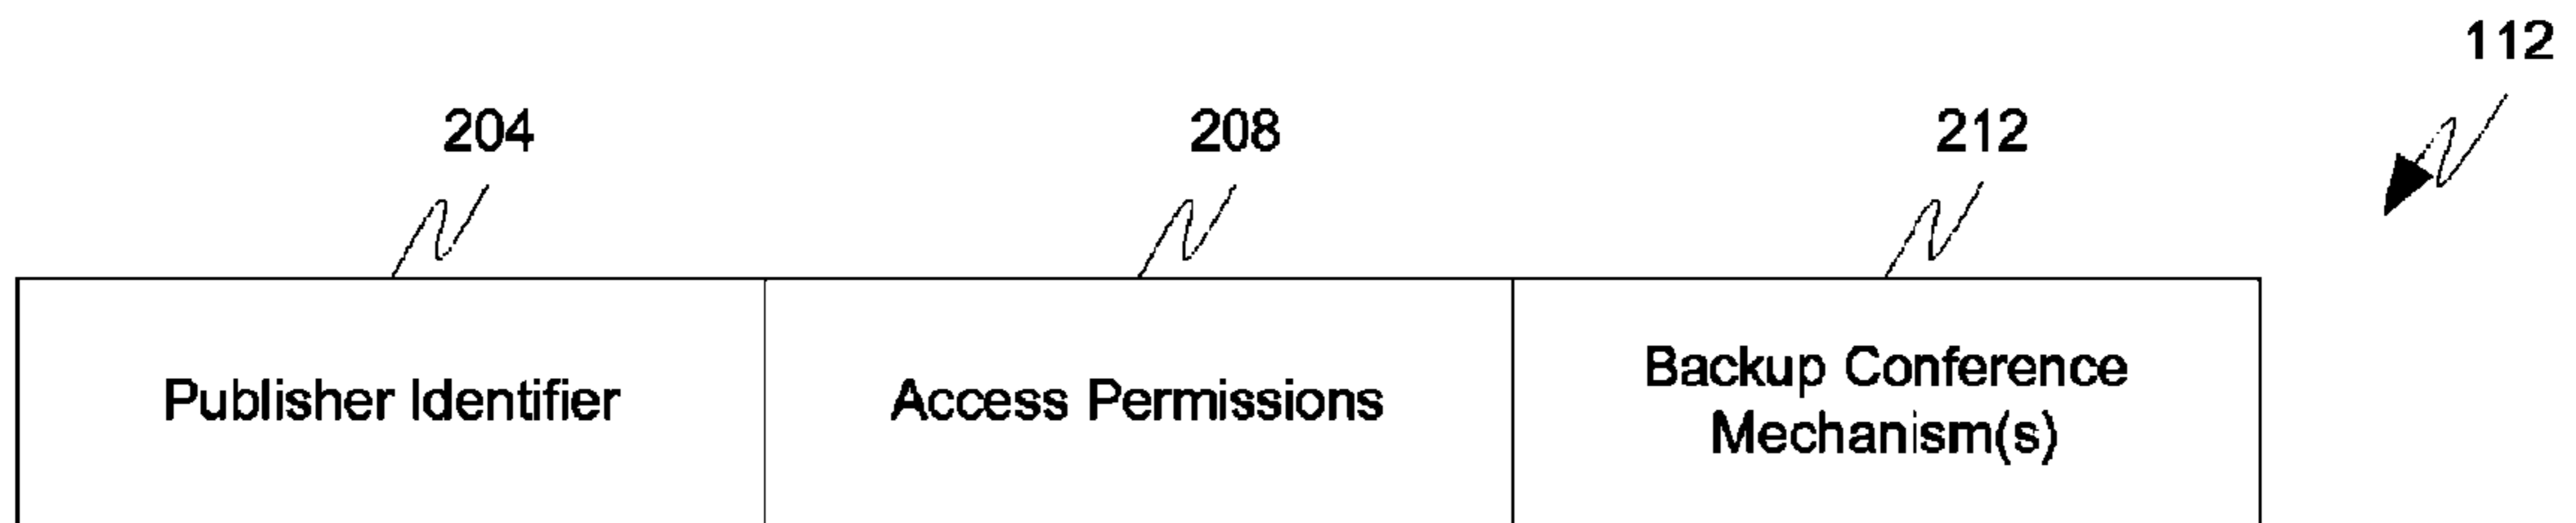 112
204
208
212
Publisher Identifier
Access Permissions
Backup Conference
Mechanism(s)